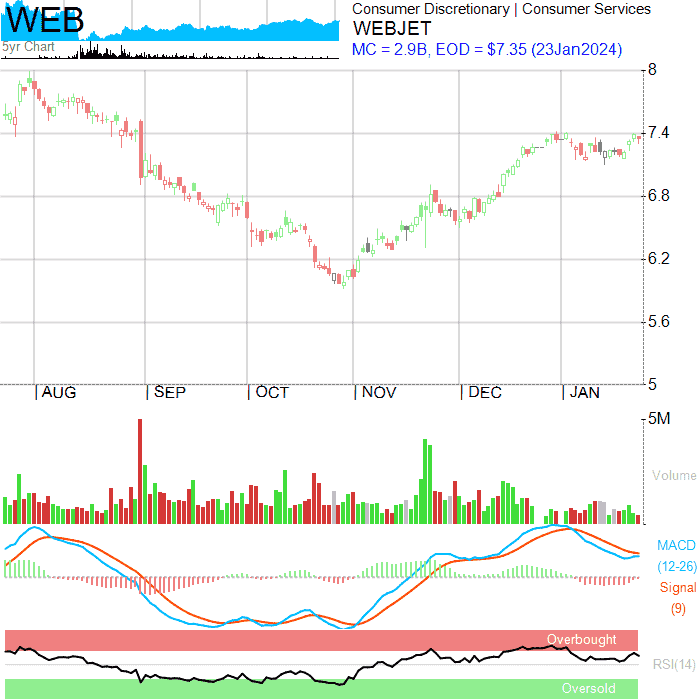 WEB
5yr Chart
Consumer Discretionary | Consumer Services
WEBJET
MC = 2.9B, EOD = $7.35 (23Jan2024)
8
7.4
6.8
6.2
5.6
5
|AUG |SEP |OCT |NOV |DEC |JAN
5M
Volume
MACD
(12-26)
Signal
(9)
Overbought
RSI(14)
Oversold